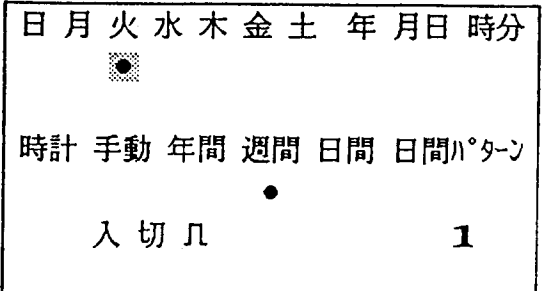 日 月 火 水 木 金 土 年 月日 時分
●
時計 手動 年間 週間 日間 日間パターン
●
入 切 几 1